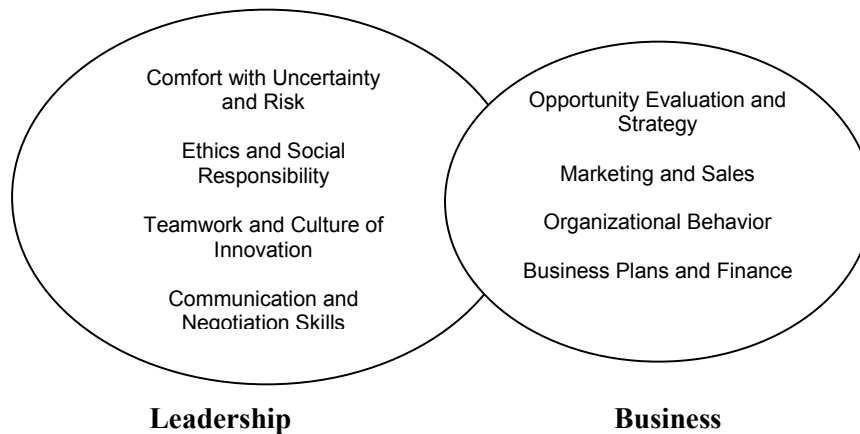 Comfort with Uncertainty
and Risk
Ethics and Social
Responsibility
Teamwork and Culture of
Innovation
Communication and
Negotiation Skills
Opportunity Evaluation and
Strategy
Marketing and Sales
Organizational Behavior
Business Plans and Finance
Leadership
Business